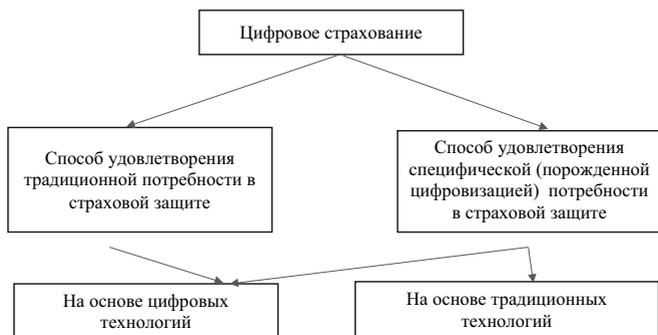 Цифровое страхование
Способ удовлетворения
традиционной потребности в
страховой защите
Способ удовлетворения
специфической (порожденной
цифровизацией) потребности
в страховой защите
На основе цифровых
технологий
На основе традиционных
технологий